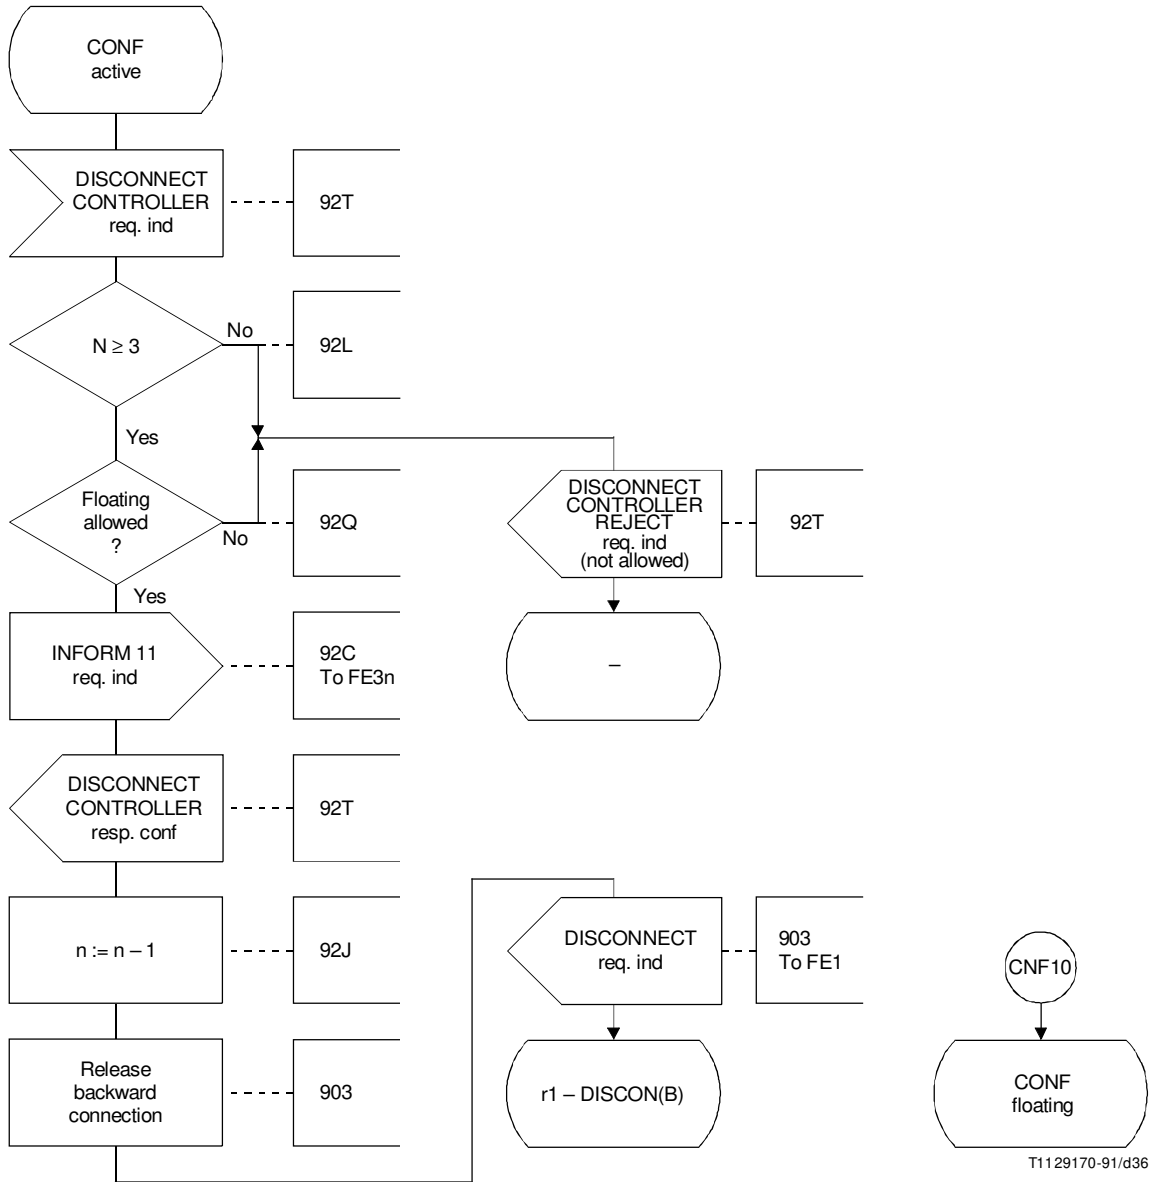 CONF
active
DISCONNECT
CONTROLLER
req. ind
92T
N ≥ 3
No
92L
Yes
Floating
allowed
?
No
92Q
DISCONNECT
CONTROLLER
REJECT
req. ind
(not allowed)
92T
Yes
INFORM 11
req. ind
92C
To FE3n
–
DISCONNECT
CONTROLLER
resp. conf
92T
n := n – 1
92J
DISCONNECT
req. ind
903
To FE1
CNF10
Release
backward
connection
903
r1 – DISCON(B)
CONF
floating
T1129170-91/d36